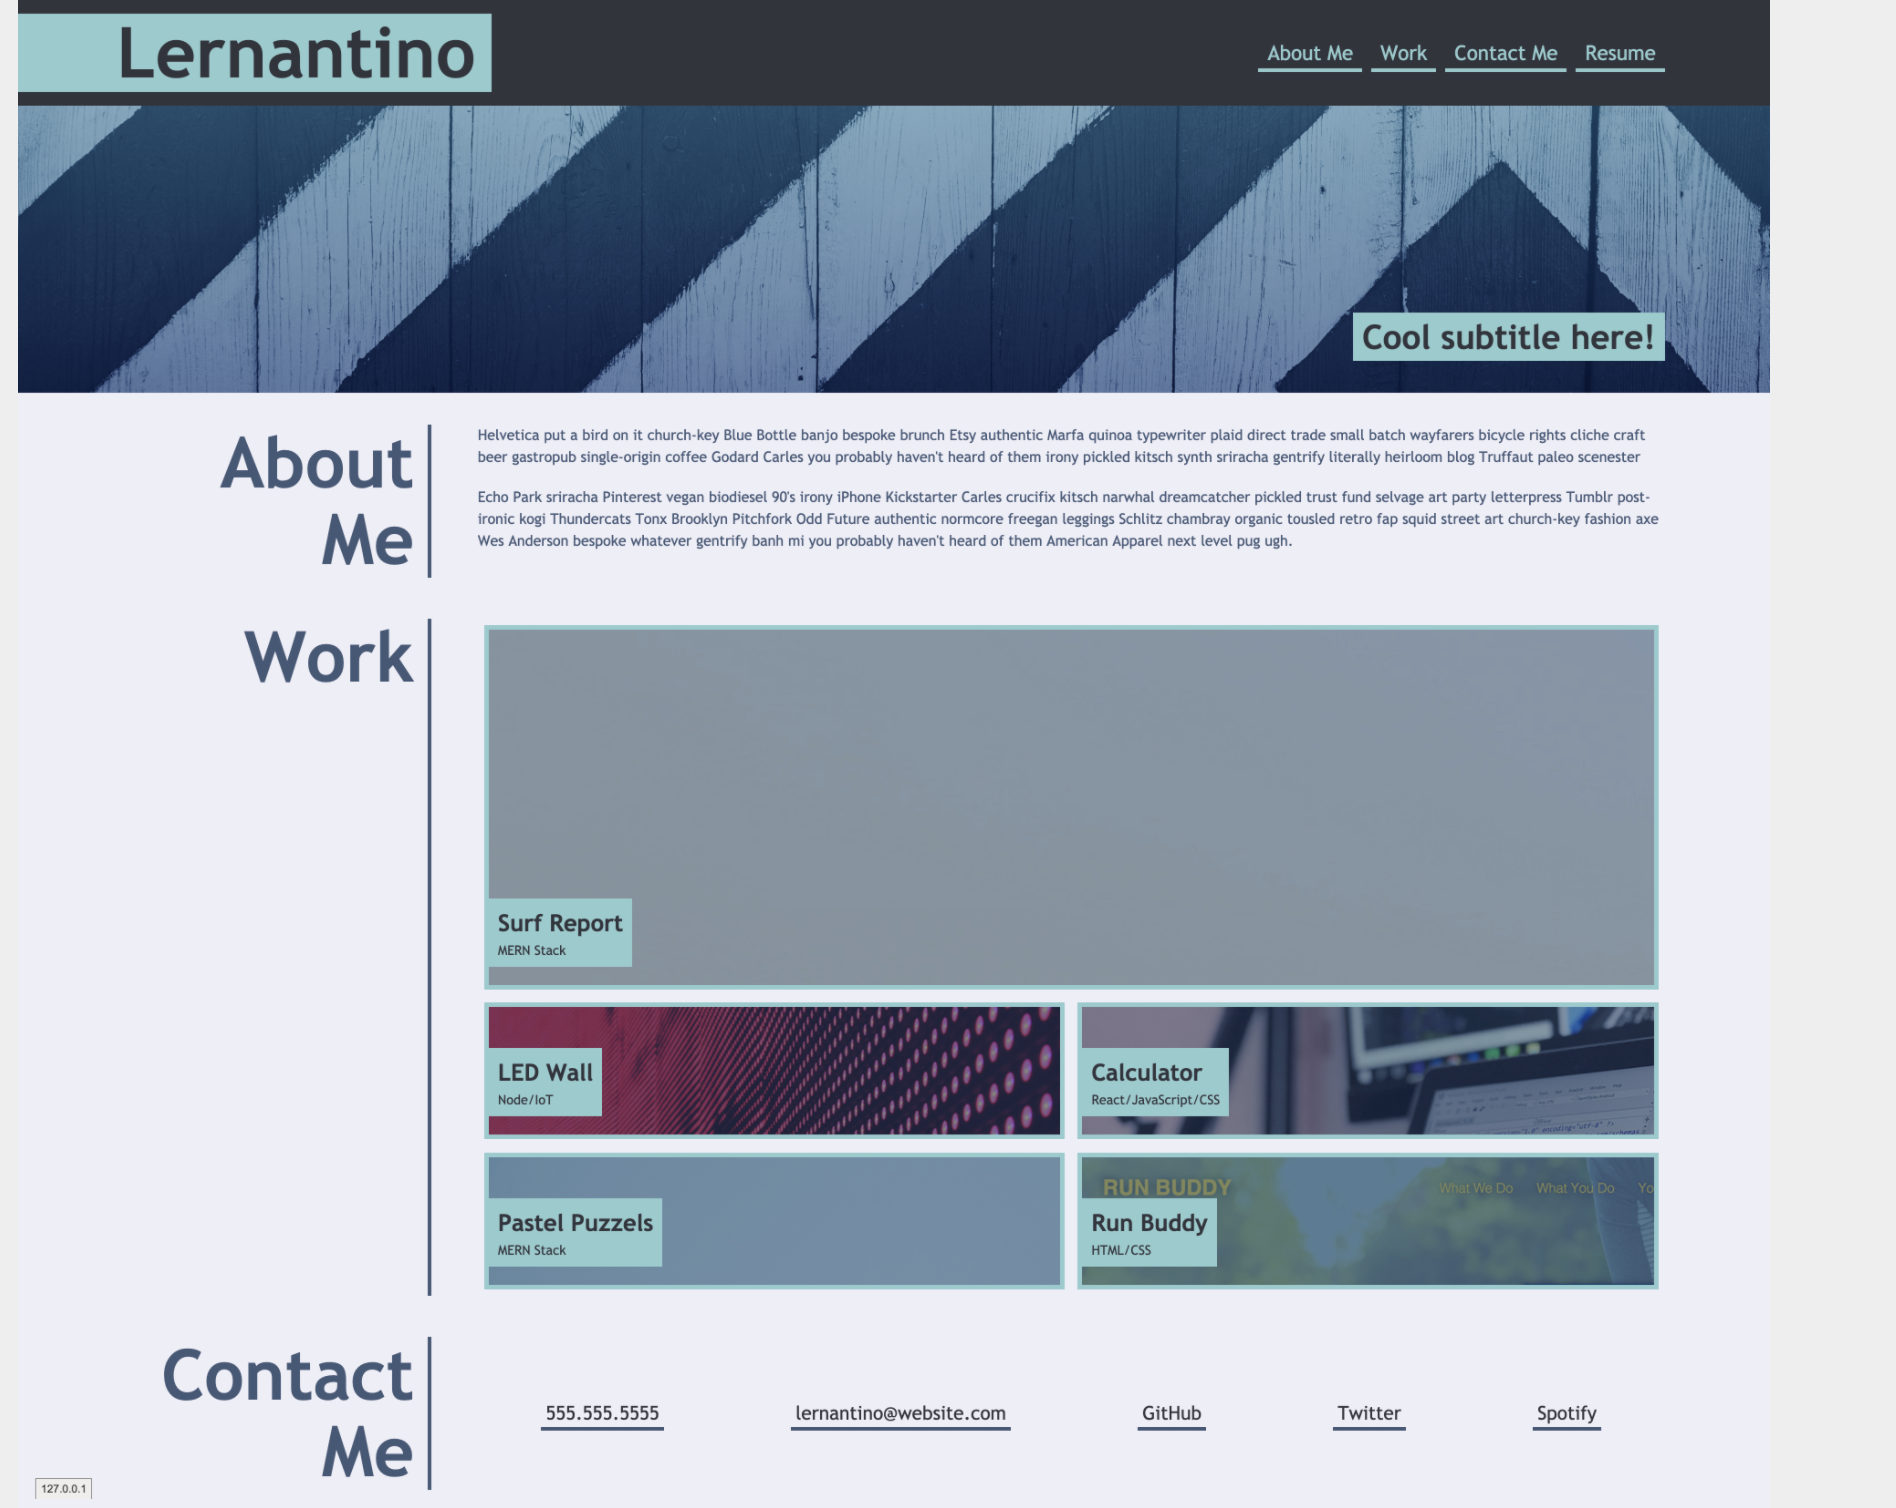 Lernantino
About Me Work Contact Me Resume
Cool subtitle here!
About
Me
Helvetica put a bird on it church-key Blue Bottle banjo bespoke brunch Etsy authentic Marfa quinoa typewriter plaid direct trade small batch wayfarers bicycle rights cliche craft
beer gastropub single-origin coffee Godard Carles you probably haven't heard of them irony pickled kitsch synth sriracha gentrify literally heirloom blog Truffaut paleo scenester
Echo Park sriracha Pinterest vegan biodiesel 90's irony iPhone Kickstarter Carles crucifix kitsch narwhal dreamcatcher pickled trust fund selvage art party letterpress Tumblr post-
ironic kogi Thundercats Tonx Brooklyn Pitchfork Odd Future authentic normcore freegan leggings Schlitz chambray organic tousled retro fap squid street art church-key fashion axe
Wes Anderson bespoke whatever gentrify banh mi you probably haven't heard of them American Apparel next level pug ugh.
Work
Surf Report
MERN Stack
LED Wall
Node/IoT
Calculator
React/JavaScript/CSS
Pastel Puzzels
MERN Stack
RUN BUDDY
What We Do What You Do Yo
Run Buddy
HTML/CSS
Contact
Me
555.555.5555
lernantino@website.com
GitHub
Twitter
Spotify
127.0.0.1